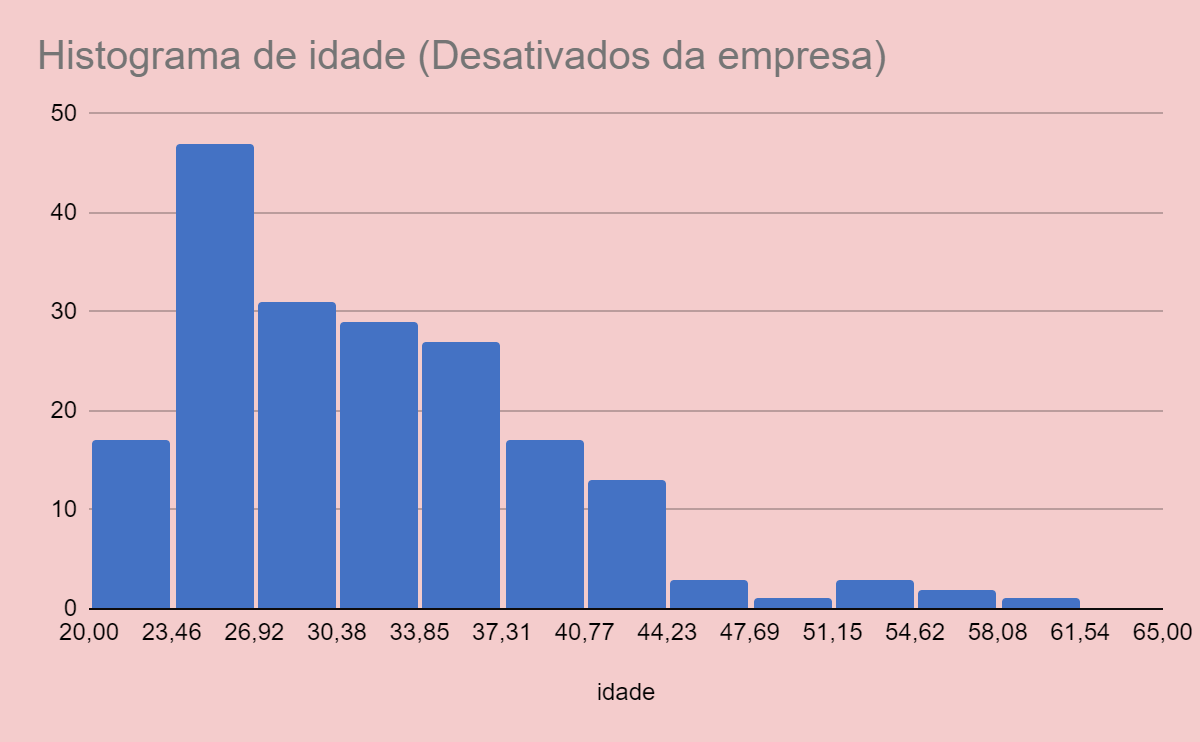 Histograma de idade (Desativados da empresa)
50
40
30
20
10
0
20,00 23,46 26,92 30,38 33,85 37,31 40,77 44,23 47,69 51,15 54,62 58,08 61,54 65,00
idade